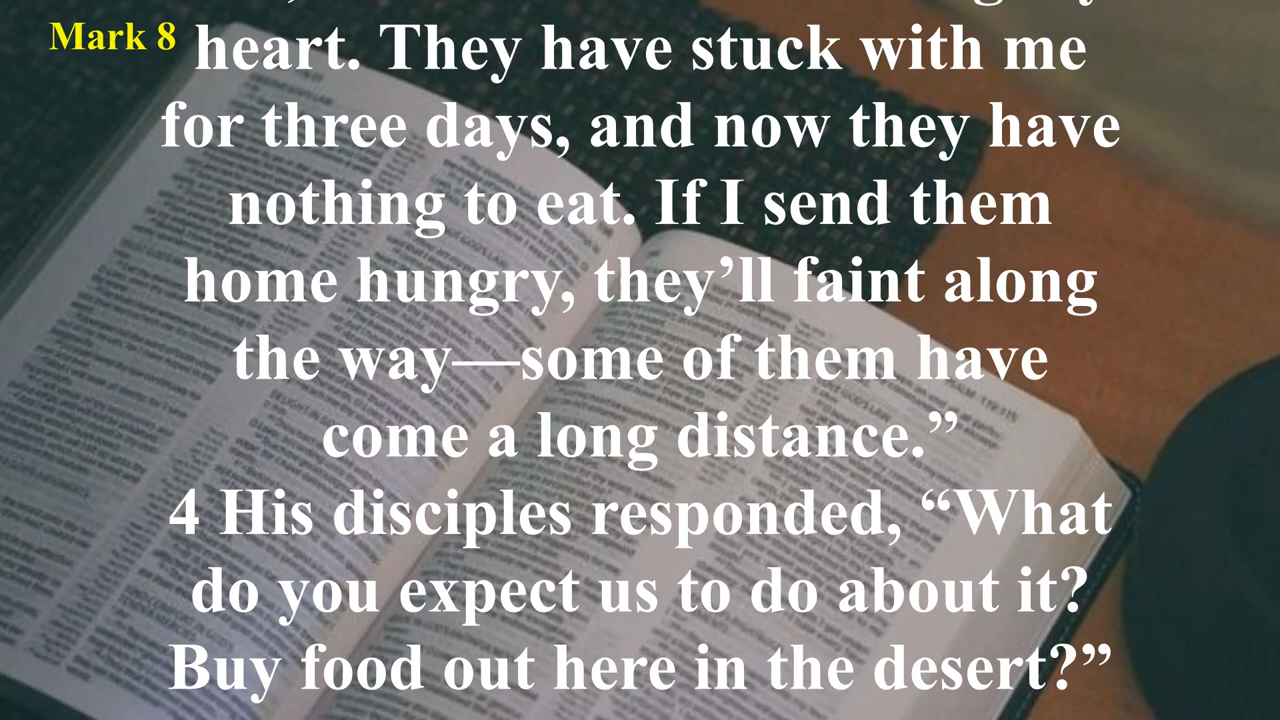 Mark 8
heart. They have stuck with me
for three days, and now they have
nothing to eat. If I send them
home hungry, they’ll faint along
the way—some of them have
come a long distance.”
4 His disciples responded, “What
do you expect us to do about it?
Buy food out here in the desert?”